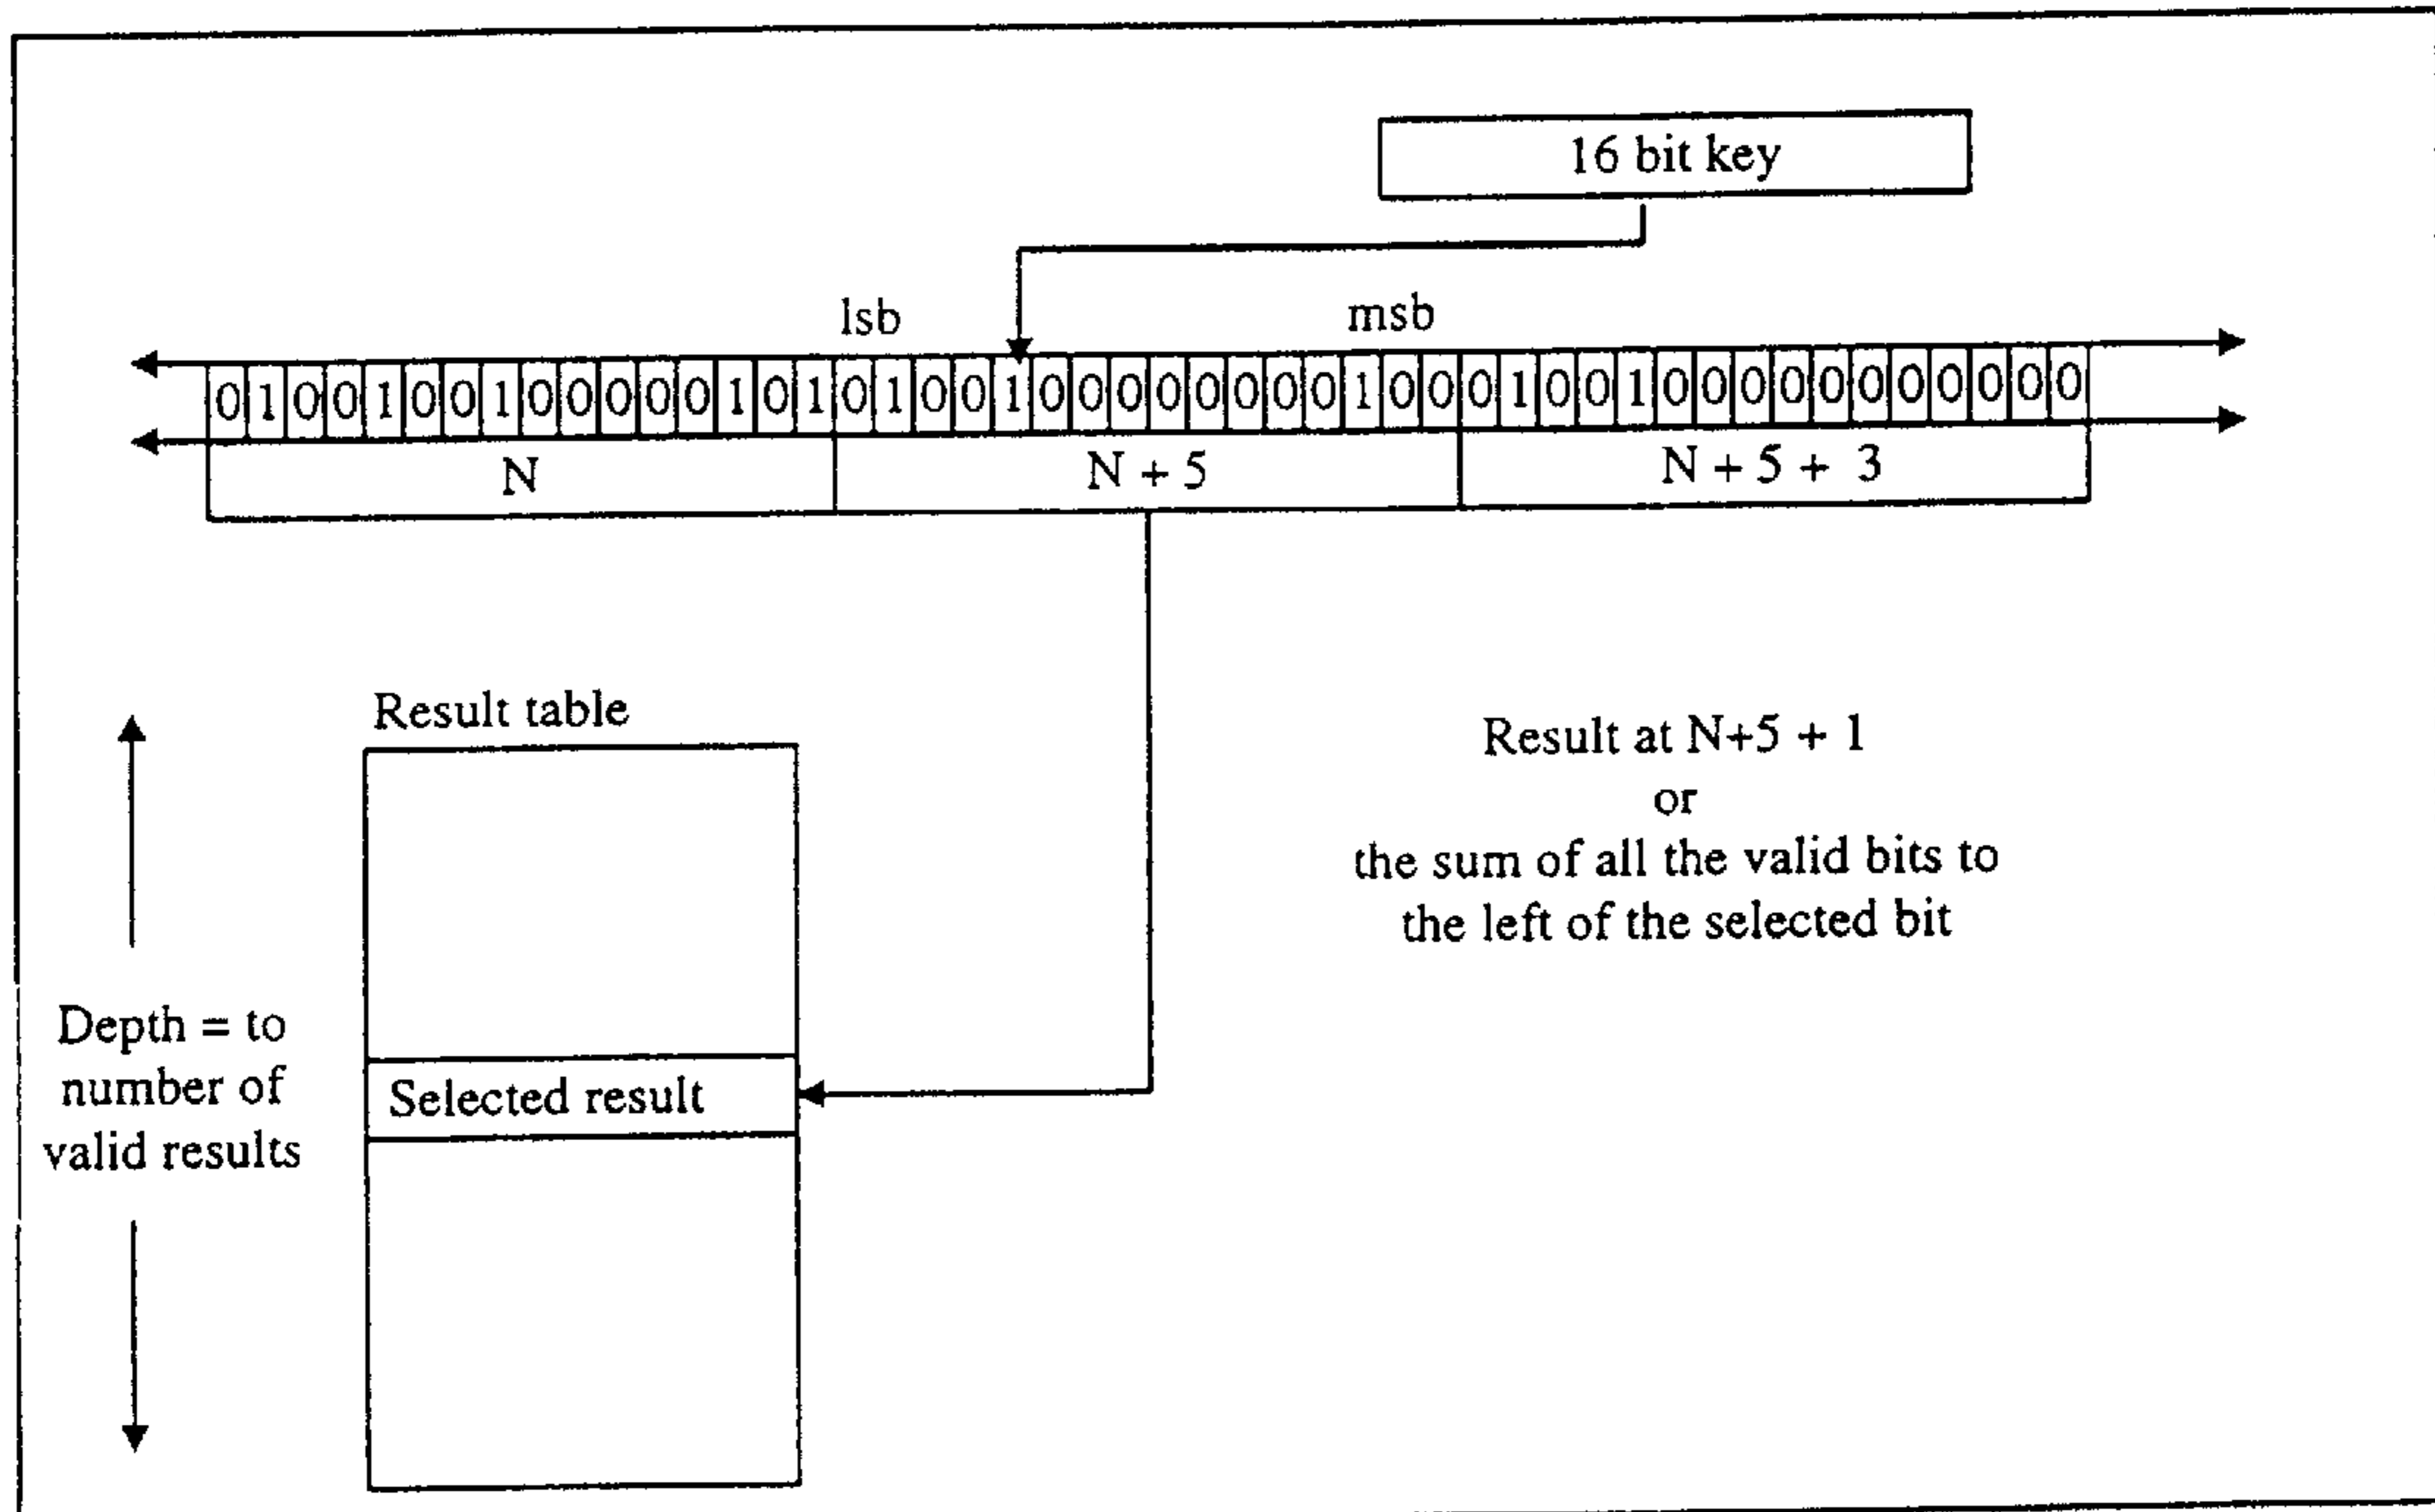 16 bit key
lsb msb
0 1 0 0 1 0 0 1 0 0 0 0 0 1 0 1 0 1 0 0 1 0 0 0 0 0 0 0 0 1 0 0 0 1 0 0 1 0 0 0 0 0 0 0 0 0 0 0
N N + 5 N + 5 + 3
Result table
Result at N+5 + 1
or
the sum of all the valid bits to
the left of the selected bit
Depth = to
number of
valid results
Selected result